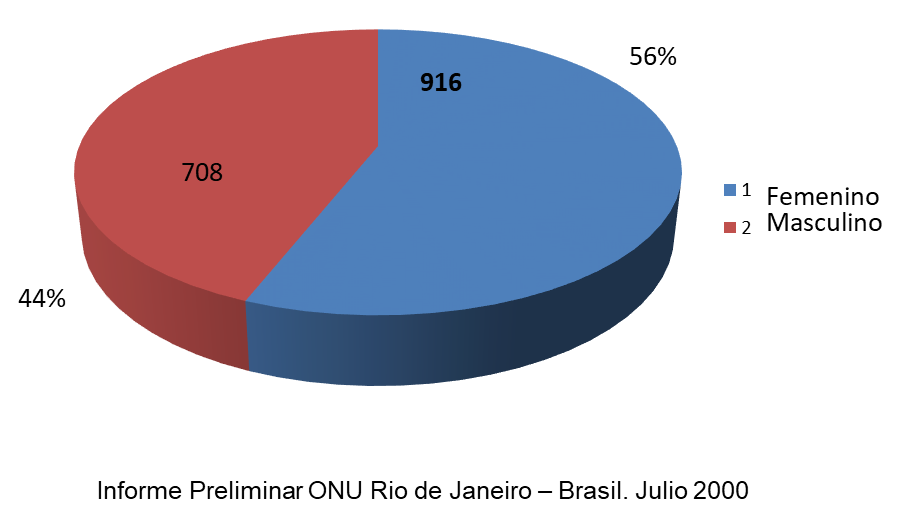 56%
916
708
1 Femenino
2 Masculino
44%
Informe Preliminar ONU Rio de Janeiro – Brasil. Julio 2000